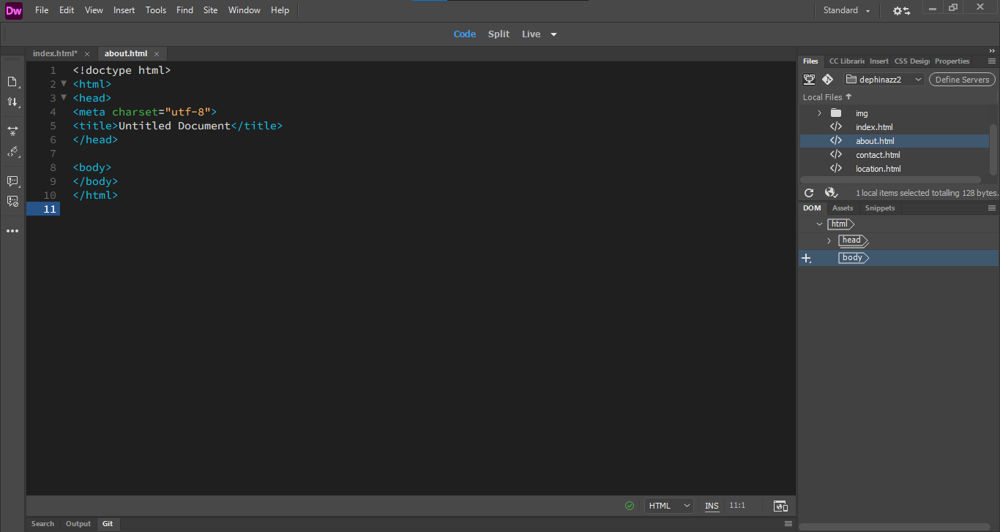 Dw File Edit View Insert Tools Find Site Window Help Standard
Code Split Live
index.html* about.html
1 <!doctype html>
2 <html>
3 <head>
4 <meta charset="utf-8">
5 <title>Untitled Document</title>
6 </head>
7
8 <body>
9 </body>
10 </html>
11
HTML INS 11:1
Search Output Git
Files CC Librarie Insert CSS Desig Properties
dephinazz2 Define Servers
Local Files
img
index.html
about.html
contact.html
location.html
1 local items selected totalling 128 bytes.
DOM Assets Snippets
html
head
body